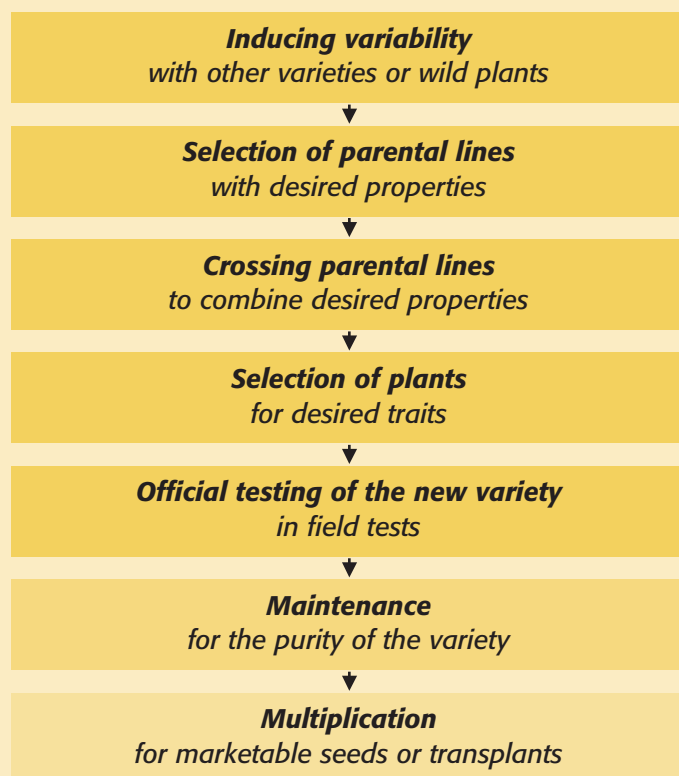 Inducing variability
with other varieties or wild plants
Selection of parental lines
with desired properties
Crossing parental lines
to combine desired properties
Selection of plants
for desired traits
Official testing of the new variety
in field tests
Maintenance
for the purity of the variety
Multiplication
for marketable seeds or transplants